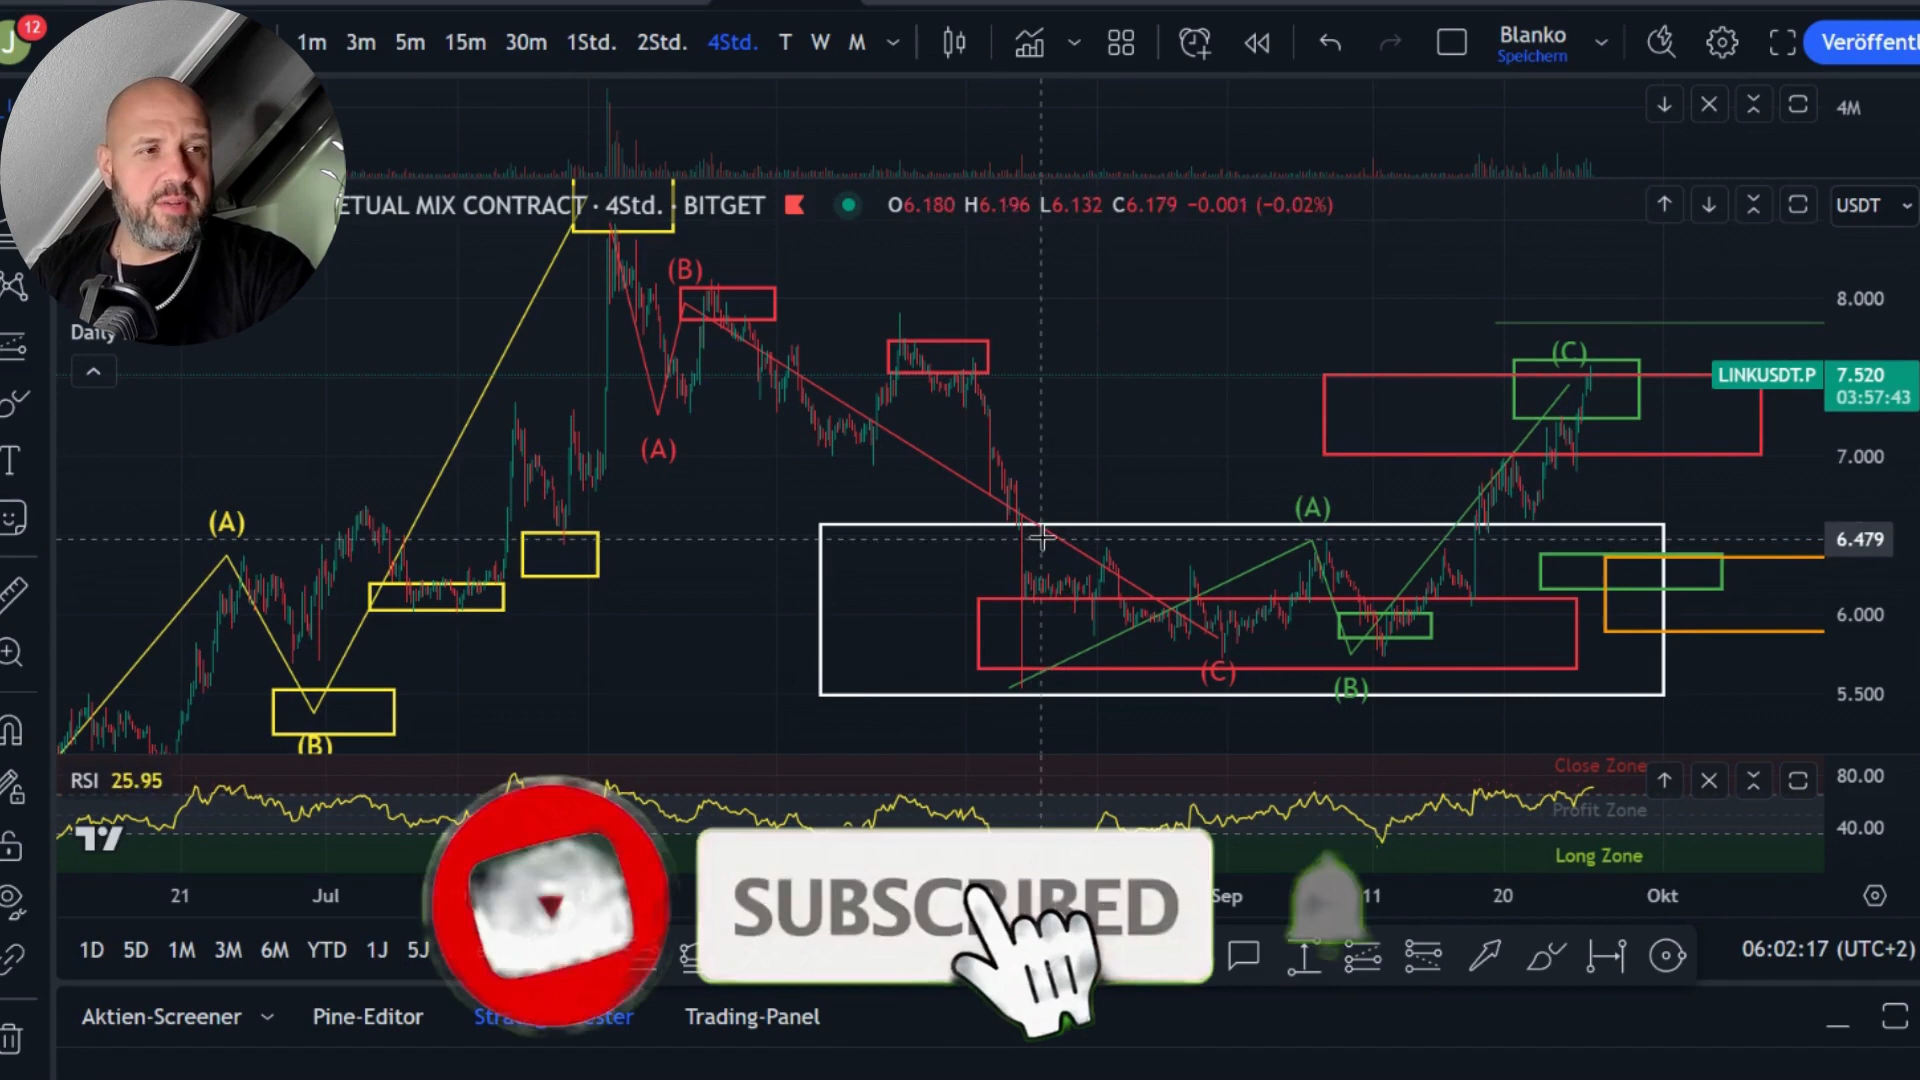 J 12
1m 3m 5m 15m 30m 1Std. 2Std. 4Std. T W M
Blanko
Speichern
Veröffentl
4M
ETUAL MIX CONTRACT · 4Std. · BITGET
O6.180 H6.196 L6.132 C6.179 −0.001 (−0.02%)
USDT
Daily
(B)
8.000
(C)
LINKUSDT.P 7.520
03:57:43
(A)
7.000
(A)
(A)
6.479
6.000
(C)
(B)
5.500
(B)
RSI 25.95
Close Zone
80.00
Profit Zone
40.00
Long Zone
21 Jul Sep 11 20 Okt
SUBSCRIBED
1D 5D 1M 3M 6M YTD 1J 5J
06:02:17 (UTC+2)
Aktien-Screener Pine-Editor Trading-Panel